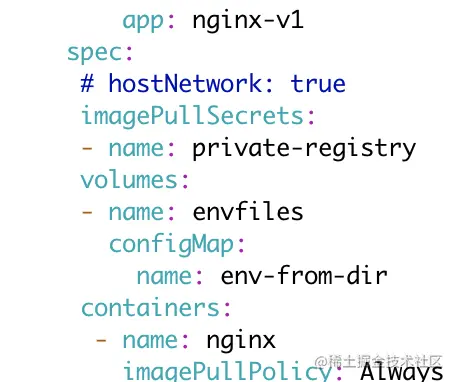 app: nginx-v1
spec:
# hostNetwork: true
imagePullSecrets:
- name: private-registry
volumes:
- name: envfiles
configMap:
name: env-from-dir
containers:
- name: nginx
imagePullPolicy: Always
@稀土掘金技术社区